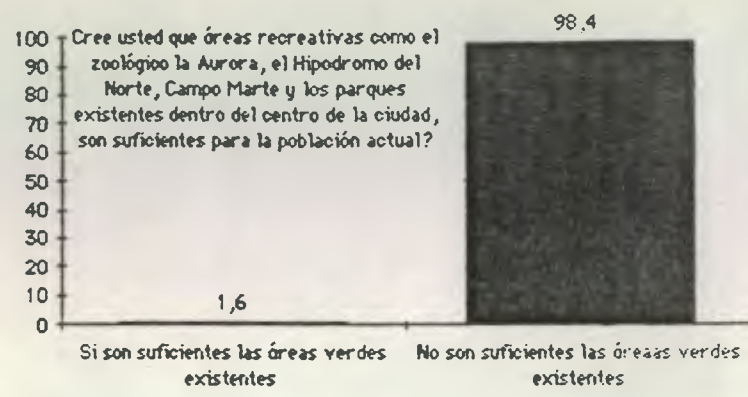 98,4
100
90
80
70
60
50
40
30
20
10
0
Cree usted que áreas recreativas como el
zoológico la Aurora, el Hipodromo del
Norte, Campo Marte y los parques
existentes dentro del centro de la ciudad,
son suficientes para la población actual?
1,6
Si son suficientes las áreas verdes
existentes
No son suficientes las áreaas verdes
existentes